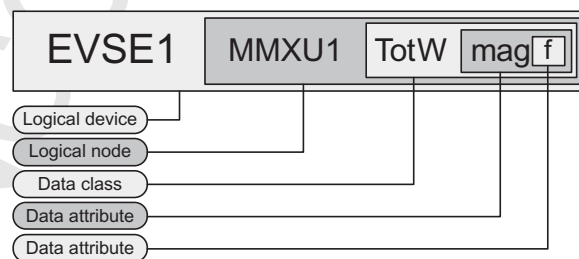 EVSE1 MMXU1 TotW mag f
Logical device
Logical node
Data class
Data attribute
Data attribute